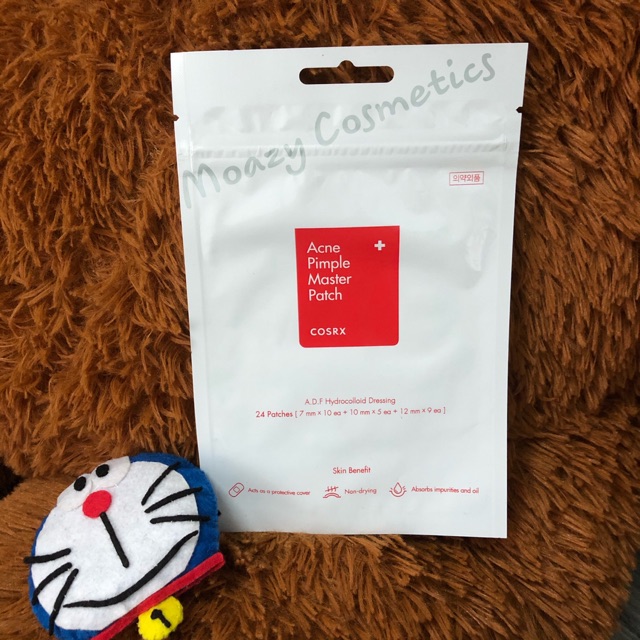 Moazy Cosmetics
의약외품
Acne
Pimple
Master
Patch
COSRX
A.D.F Hydrocolloid Dressing
24 Patches [ 7 mm × 10 ea + 10 mm × 5 ea + 12 mm × 9 ea ]
Skin Benefit
Acts as a protective cover
Non-drying
Absorbs impurities and oil